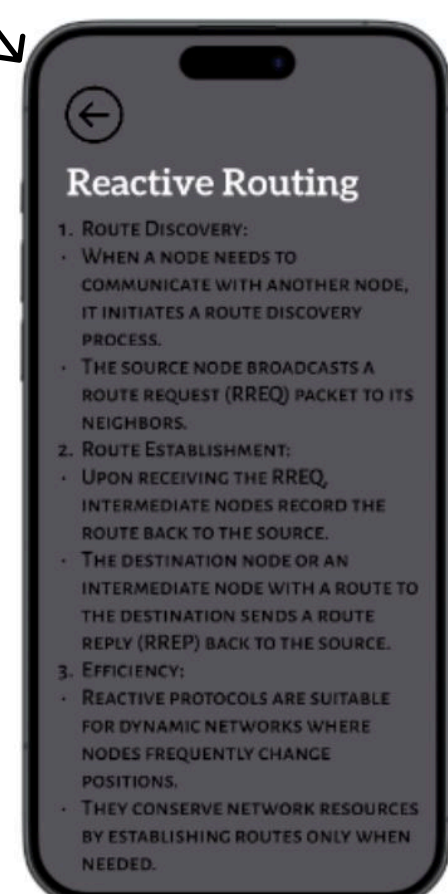 Reactive Routing
1. Route Discovery:
· When a node needs to
communicate with another node,
it initiates a route discovery
process.
· The source node broadcasts a
route request (RREQ) packet to its
neighbors.
2. Route Establishment:
· Upon receiving the RREQ,
intermediate nodes record the
route back to the source.
· The destination node or an
intermediate node with a route to
the destination sends a route
reply (RREP) back to the source.
3. Efficiency:
· Reactive protocols are suitable
for dynamic networks where
nodes frequently change
positions.
· They conserve network resources
by establishing routes only when
needed.